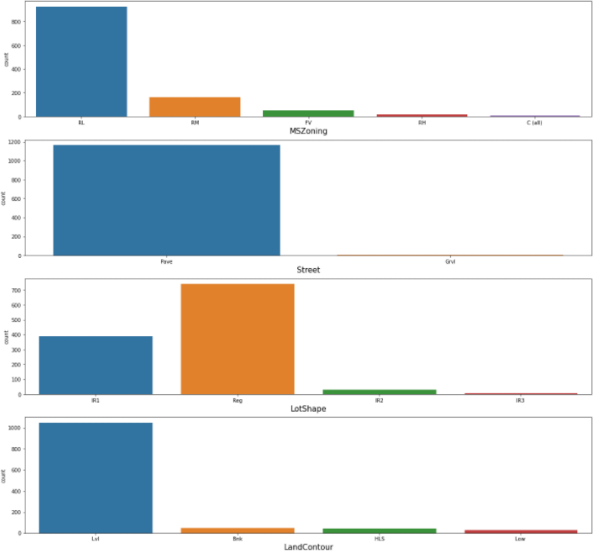 800
600
400
200
0
count
RL RM FV RH C (all)
MSZoning
1200
1000
800
600
400
200
0
count
Pave Grvl
Street
700
600
500
400
300
200
100
0
count
IR1 Reg IR2 IR3
LotShape
1000
800
600
400
200
0
count
Lvl Bnk HLS Low
LandContour